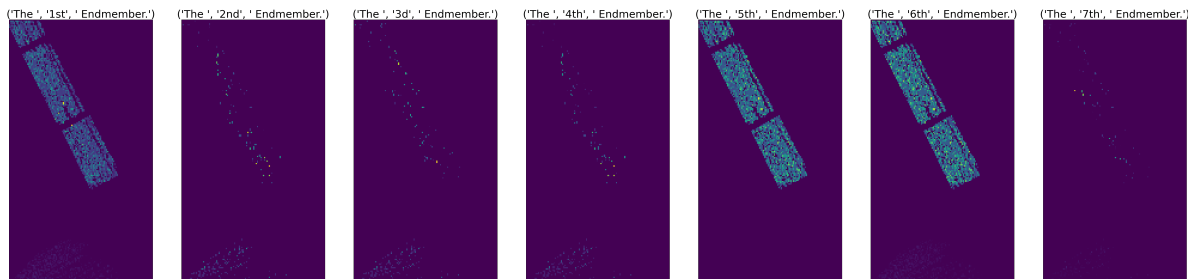 ('The ', '1st', ' Endmember.')
('The ', '2nd', ' Endmember.')
('The ', '3d', ' Endmember.')
('The ', '4th', ' Endmember.')
('The ', '5th', ' Endmember.')
('The ', '6th', ' Endmember.')
('The ', '7th', ' Endmember.')